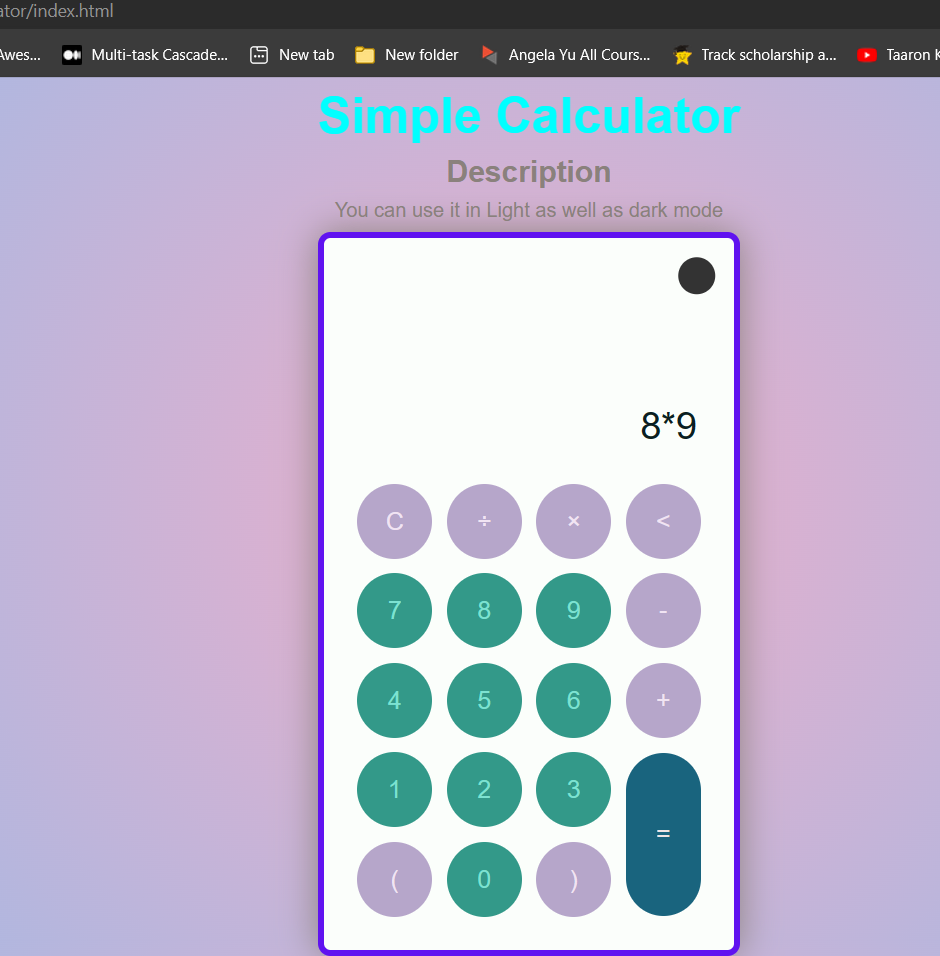 ator/index.html
Awes... Multi-task Cascade... New tab New folder Angela Yu All Cours... Track scholarship a... Taaron K
Simple Calculator
Description
You can use it in Light as well as dark mode
8*9
C ÷ × <
7 8 9 -
4 5 6 +
1 2 3 =
( 0 )